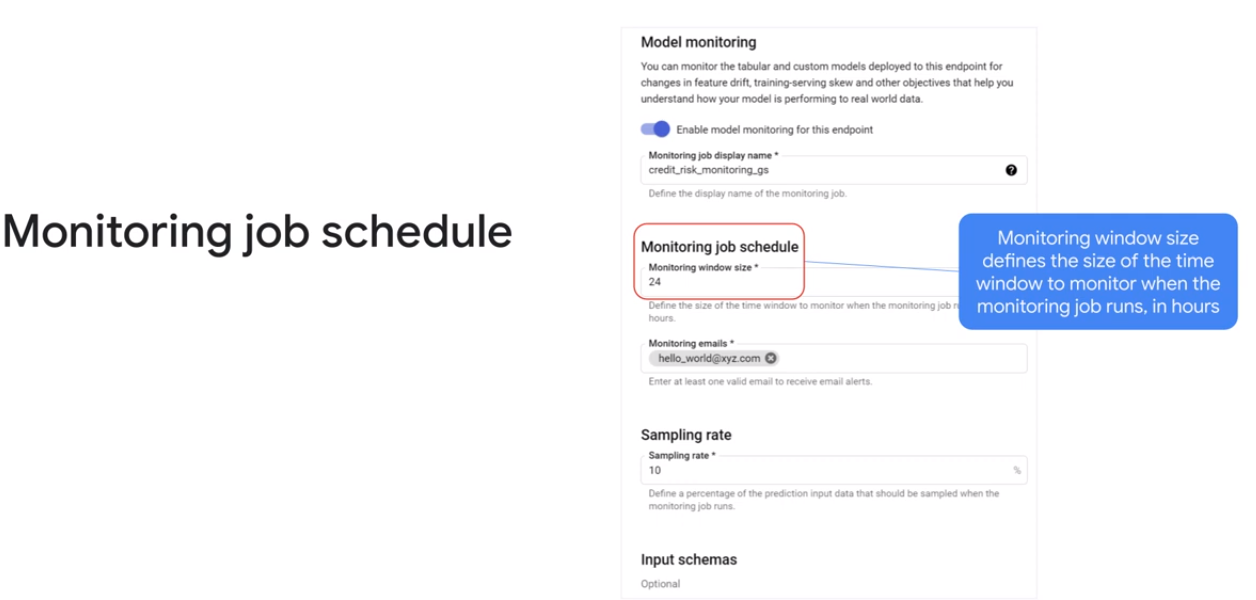 Monitoring job schedule
Model monitoring
You can monitor the tabular and custom models deployed to this endpoint for
changes in feature drift, training-serving skew and other objectives that help you
understand how your model is performing to real world data.
Enable model monitoring for this endpoint
Monitoring job display name *
credit_risk_monitoring_gs
Define the display name of the monitoring job.
Monitoring job schedule
Monitoring window size *
24
Define the size of the time window to monitor when the monitoring job
hours.
Monitoring window size
defines the size of the time
window to monitor when the
monitoring job runs, in hours
Monitoring emails *
hello_world@xyz.com
Enter at least one valid email to receive email alerts.
Sampling rate
Sampling rate *
10
%
Define a percentage of the prediction input data that should be sampled when the
monitoring job runs.
Input schemas
Optional